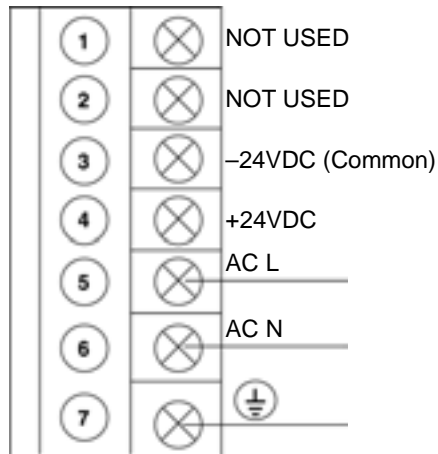 1 NOT USED
2 NOT USED
3 –24VDC (Common)
4 +24VDC
5 AC L
6 AC N
7